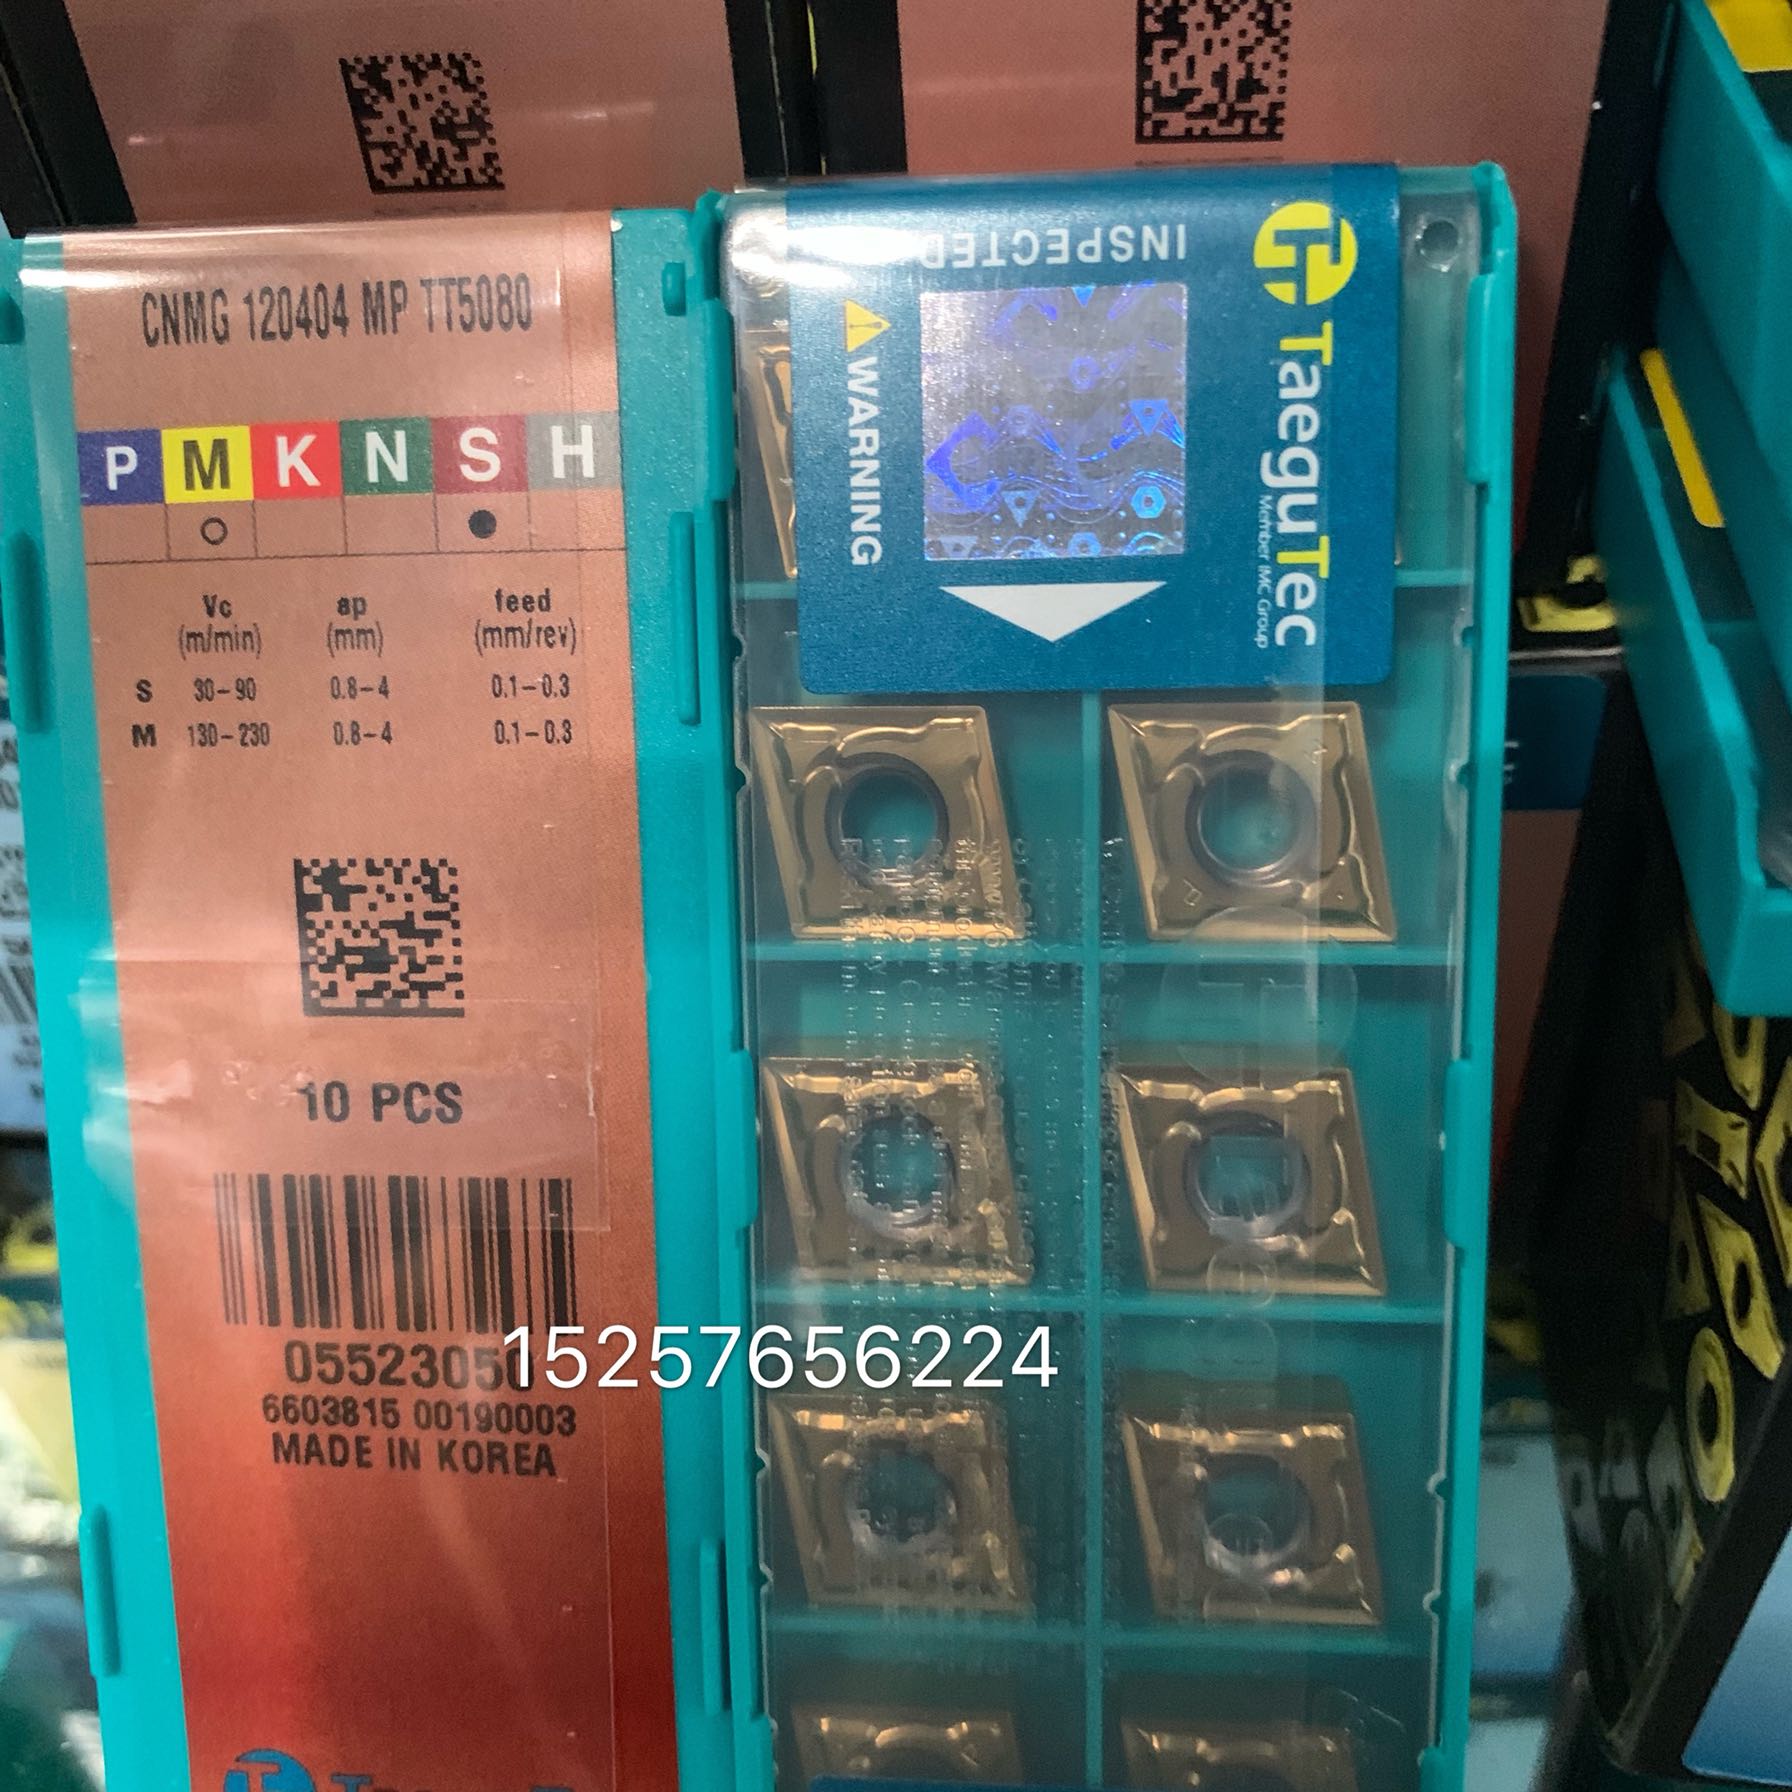 CNMG 120404 MP TT5080
P M K N S H
Vc ap feed
(m/min) (mm) (mm/rev)
S 30-90 0.8-4 0.1-0.3
M 130-230 0.8-4 0.1-0.3
10 PCS
05523050
6603815 00190003
MADE IN KOREA
INSPECTED
WARNING
TaeguTec
Member IMC Group
15257656224